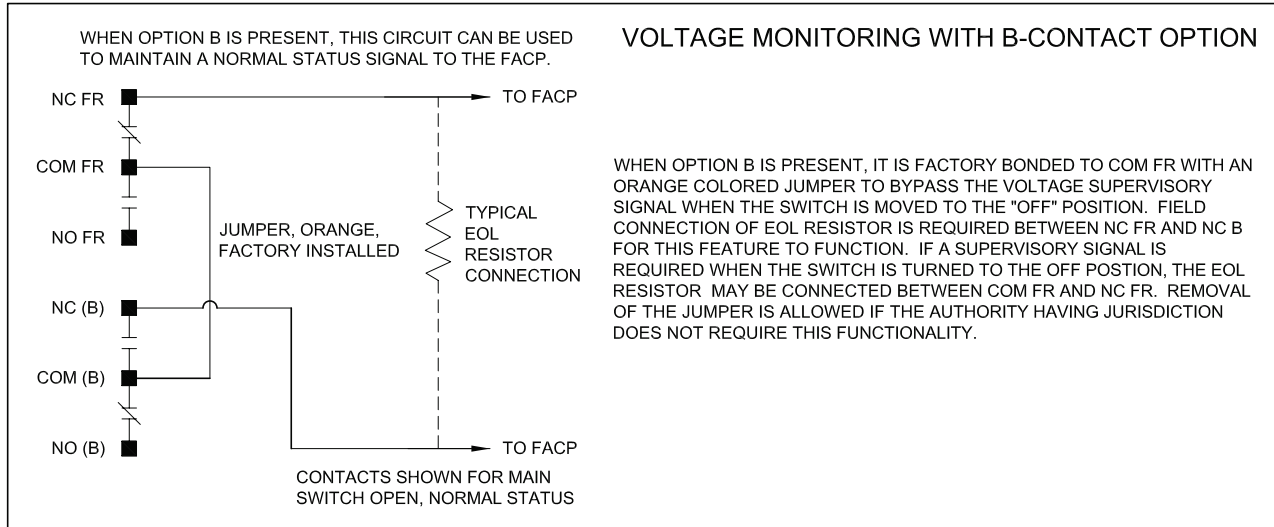 WHEN OPTION B IS PRESENT, THIS CIRCUIT CAN BE USED
TO MAINTAIN A NORMAL STATUS SIGNAL TO THE FACP.
VOLTAGE MONITORING WITH B-CONTACT OPTION
NC FR
TO FACP
COM FR
NO FR
JUMPER, ORANGE,
FACTORY INSTALLED
TYPICAL
EOL
RESISTOR
CONNECTION
NC (B)
COM (B)
NO (B)
TO FACP
CONTACTS SHOWN FOR MAIN
SWITCH OPEN, NORMAL STATUS
WHEN OPTION B IS PRESENT, IT IS FACTORY BONDED TO COM FR WITH AN
ORANGE COLORED JUMPER TO BYPASS THE VOLTAGE SUPERVISORY
SIGNAL WHEN THE SWITCH IS MOVED TO THE "OFF" POSITION. FIELD
CONNECTION OF EOL RESISTOR IS REQUIRED BETWEEN NC FR AND NC B
FOR THIS FEATURE TO FUNCTION. IF A SUPERVISORY SIGNAL IS
REQUIRED WHEN THE SWITCH IS TURNED TO THE OFF POSTION, THE EOL
RESISTOR MAY BE CONNECTED BETWEEN COM FR AND NC FR. REMOVAL
OF THE JUMPER IS ALLOWED IF THE AUTHORITY HAVING JURISDICTION
DOES NOT REQUIRE THIS FUNCTIONALITY.